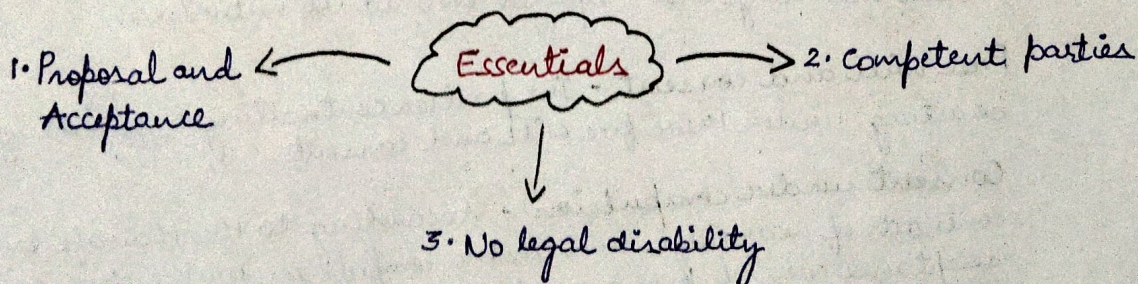 Essentials
1. Proposal and
Acceptance
2. Competent parties
3. No legal disability